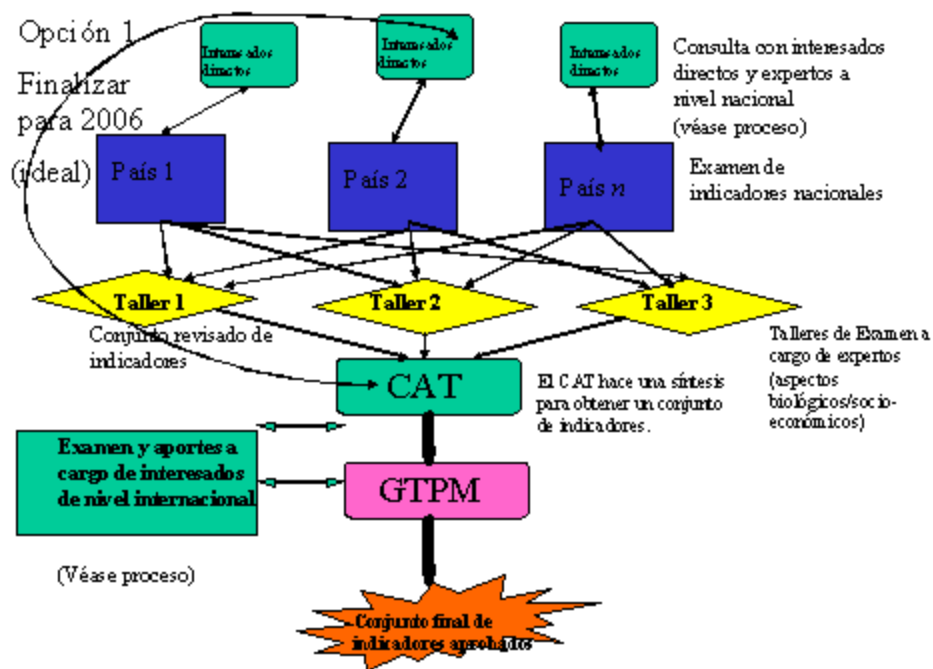 Opción 1
Finalizar
para 2006
(ideal)
Interesados
directos
Interesados
directos
Interesados
directos
Consulta con interesados
directos y expertos a
nivel nacional
(véase proceso)
País 1
País 2
País n
Examen de
indicadores nacionales
Taller 1
Taller 2
Taller 3
Conjunto revisado de
indicadores
Talleres de Examen a
cargo de expertos
(aspectos
biológicos/socio-
económicos)
CAT
El CAT hace una síntesis
para obtener un conjunto
de indicadores.
Examen y aportes a
cargo de interesados
de nivel internacional
GTPM
(Véase proceso)
Conjunto final de
indicadores aprobados